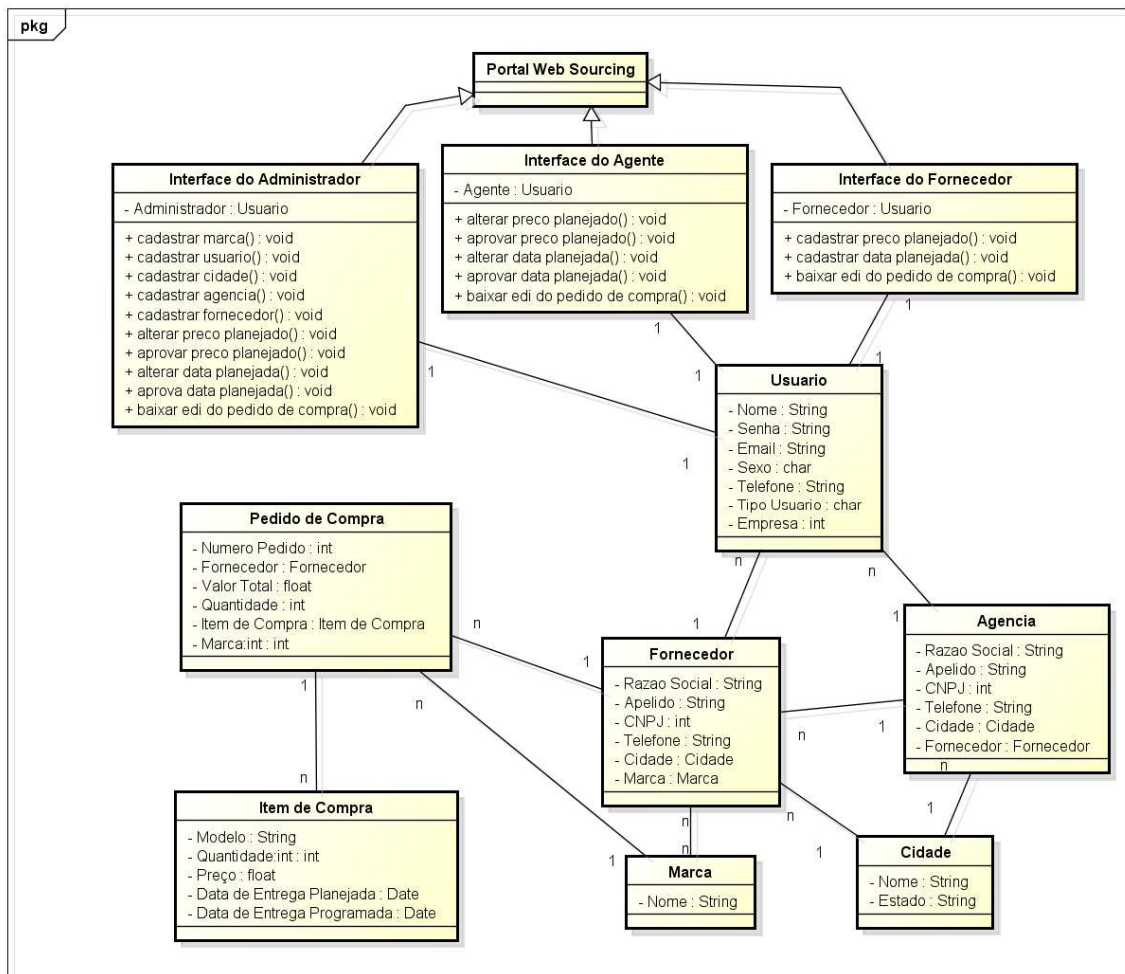 pkg
Portal Web Sourcing
Interface do Administrador
- Administrador : Usuario
+ cadastrar marca() : void
+ cadastrar usuario() : void
+ cadastrar cidade() : void
+ cadastrar agencia() : void
+ cadastrar fornecedor() : void
+ alterar preco planejado() : void
+ aprovar preco planejado() : void
+ alterar data planejada() : void
+ aprova data planejada() : void
+ baixar edi do pedido de compra() : void
Interface do Agente
- Agente : Usuario
+ alterar preco planejado() : void
+ aprovar preco planejado() : void
+ alterar data planejada() : void
+ aprovar data planejada() : void
+ baixar edi do pedido de compra() : void
Interface do Fornecedor
- Fornecedor : Usuario
+ cadastrar preco planejado() : void
+ cadastrar data planejada() : void
+ baixar edi do pedido de compra() : void
1
1
1
1
1
1
Usuario
- Nome : String
- Senha : String
- Email : String
- Sexo : char
- Telefone : String
- Tipo Usuario : char
- Empresa : int
Pedido de Compra
- Numero Pedido : int
- Fornecedor : Fornecedor
- Valor Total : float
- Quantidade : int
- Item de Compra : Item de Compra
- Marca:int : int
n
n
1
1
n
1
Fornecedor
- Razao Social : String
- Apelido : String
- CNPJ : int
- Telefone : String
- Cidade : Cidade
- Marca : Marca
Agencia
- Razao Social : String
- Apelido : String
- CNPJ : int
- Telefone : String
- Cidade : Cidade
- Fornecedor : Fornecedor
1
n
n
1
n
n
1
n
n
n
1
1
n
Item de Compra
- Modelo : String
- Quantidade:int : int
- Preço : float
- Data de Entrega Planejada : Date
- Data de Entrega Programada : Date
Marca
- Nome : String
Cidade
- Nome : String
- Estado : String